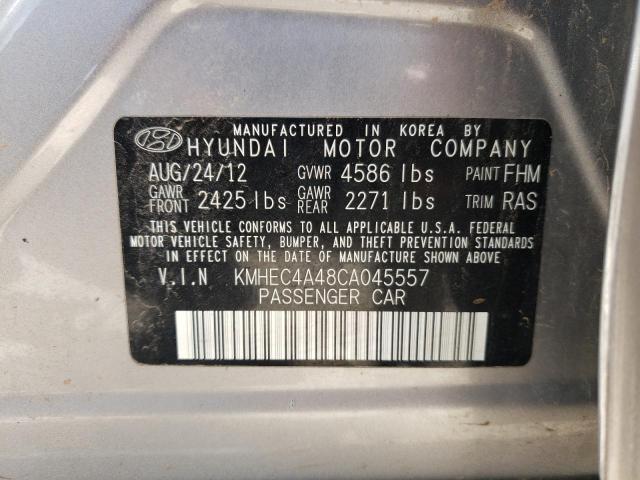 MANUFACTURED IN KOREA BY
HYUNDAI MOTOR COMPANY
AUG/24/12 GVWR 4586 lbs PAINT FHM
GAWR FRONT 2425 lbs GAWR REAR 2271 lbs TRIM RAS
THIS VEHICLE CONFORMS TO ALL APPLICABLE U.S.A. FEDERAL
MOTOR VEHICLE SAFETY, BUMPER, AND THEFT PREVENTION STANDARDS
IN EFFECT ON THE DATE OF MANUFACTURE SHOWN ABOVE.
V.I.N KMHEC4A48CA045557
PASSENGER CAR